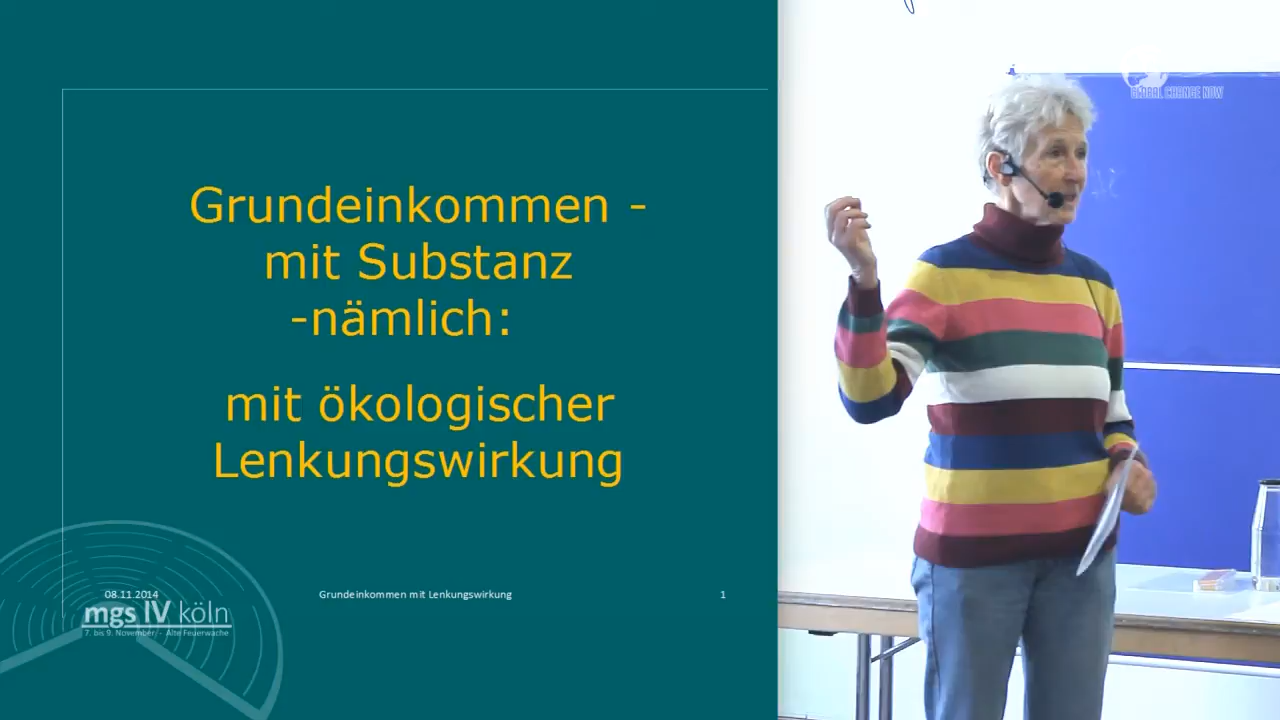 GLOBAL CHANGE NOW
Grundeinkommen -
mit Substanz
-nämlich:
mit ökologischer
Lenkungswirkung
08.11.2014
Grundeinkommen mit Lenkungswirkung
1
mgs IV köln
7. bis 9. November - Alte Feuerwache